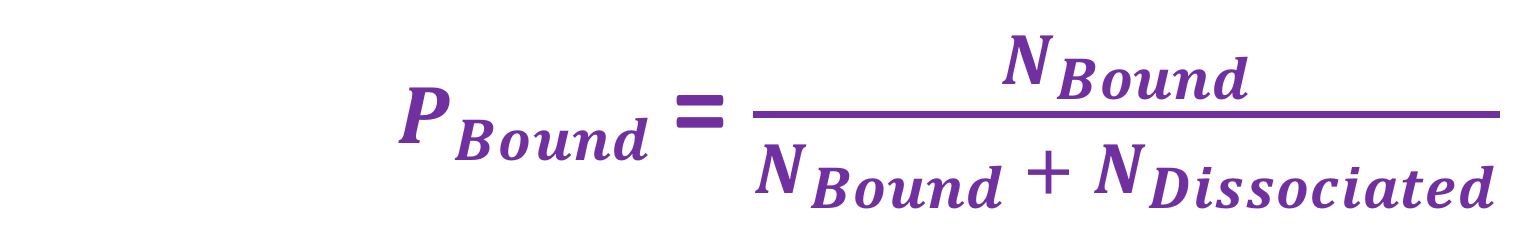 P_Bound = N_Bound / (N_Bound + N_Dissociated)